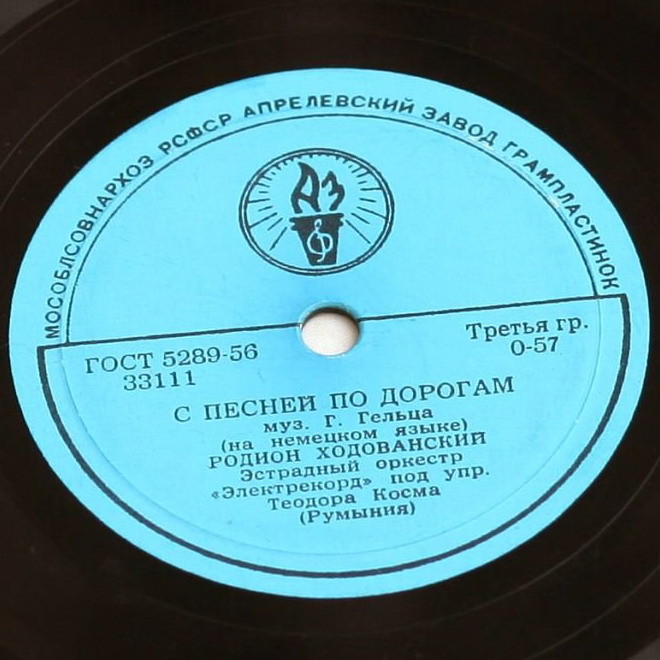 МОСОБЛСОВНАРХОЗ РСФСР АПРЕЛЕВСКИЙ ЗАВОД ГРАМПЛАСТИНОК
АЗ
ГОСТ 5289-56
33111
Третья гр.
0-57
С ПЕСНЕЙ ПО ДОРОГАМ
муз. Г. Гельца
(на немецком языке)
РОДИОН ХОДОВАНСКИЙ
Эстрадный оркестр
«Электрекорд» под упр.
Теодора Косма
(Румыния)